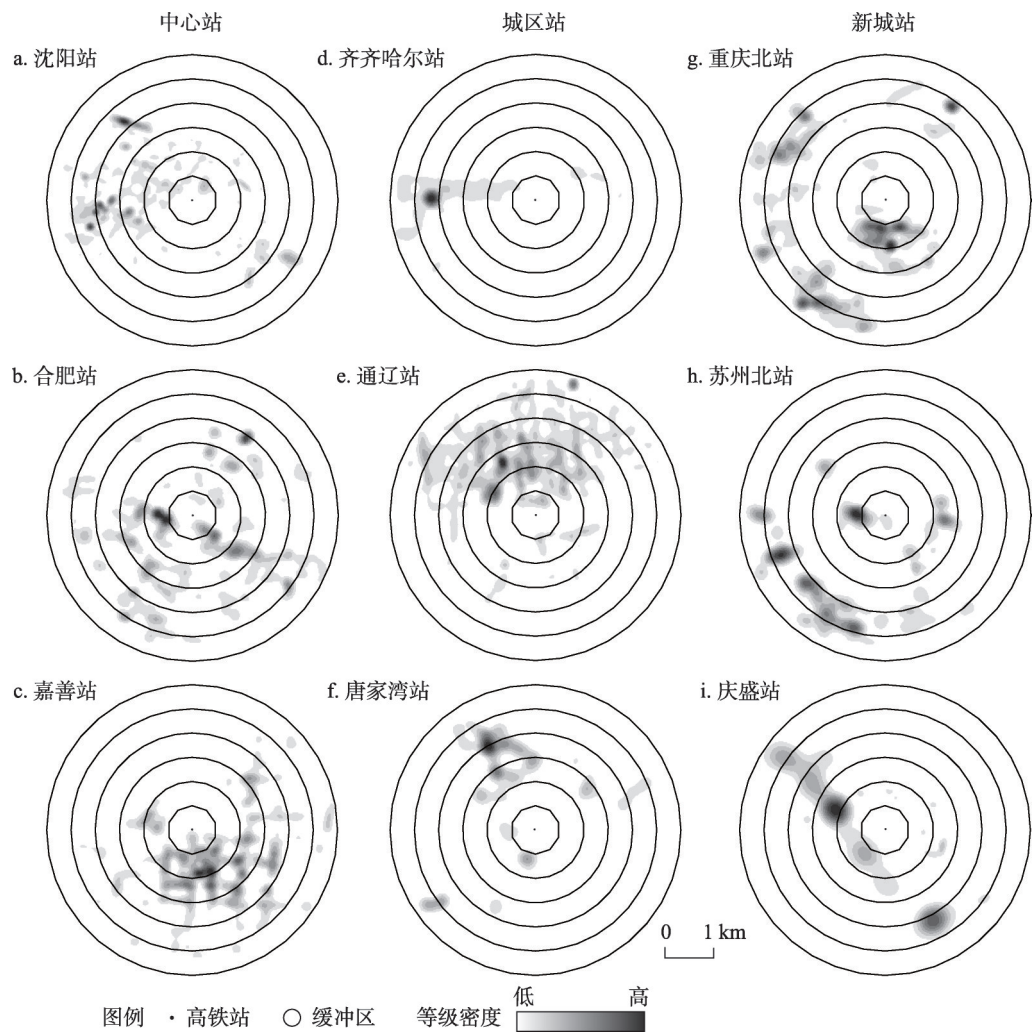 中心站 城区站 新城站
a. 沈阳站 d. 齐齐哈尔站 g. 重庆北站
b. 合肥站 e. 通辽站 h. 苏州北站
c. 嘉善站 f. 唐家湾站 i. 庆盛站
0 1 km
低 高
图例 · 高铁站 ○ 缓冲区 等级密度